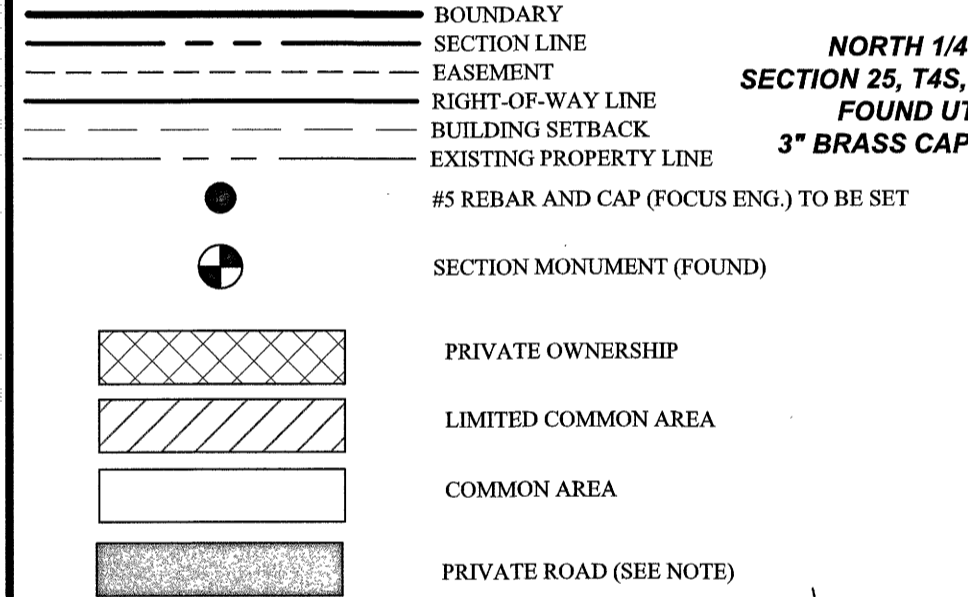 BOUNDARY
SECTION LINE
EASEMENT
RIGHT-OF-WAY LINE
BUILDING SETBACK
EXISTING PROPERTY LINE
#5 REBAR AND CAP (FOCUS ENG.) TO BE SET
SECTION MONUMENT (FOUND)
PRIVATE OWNERSHIP
LIMITED COMMON AREA
COMMON AREA
PRIVATE ROAD (SEE NOTE)
NORTH 1/4
SECTION 25, T4S,
FOUND UT
3" BRASS CAP